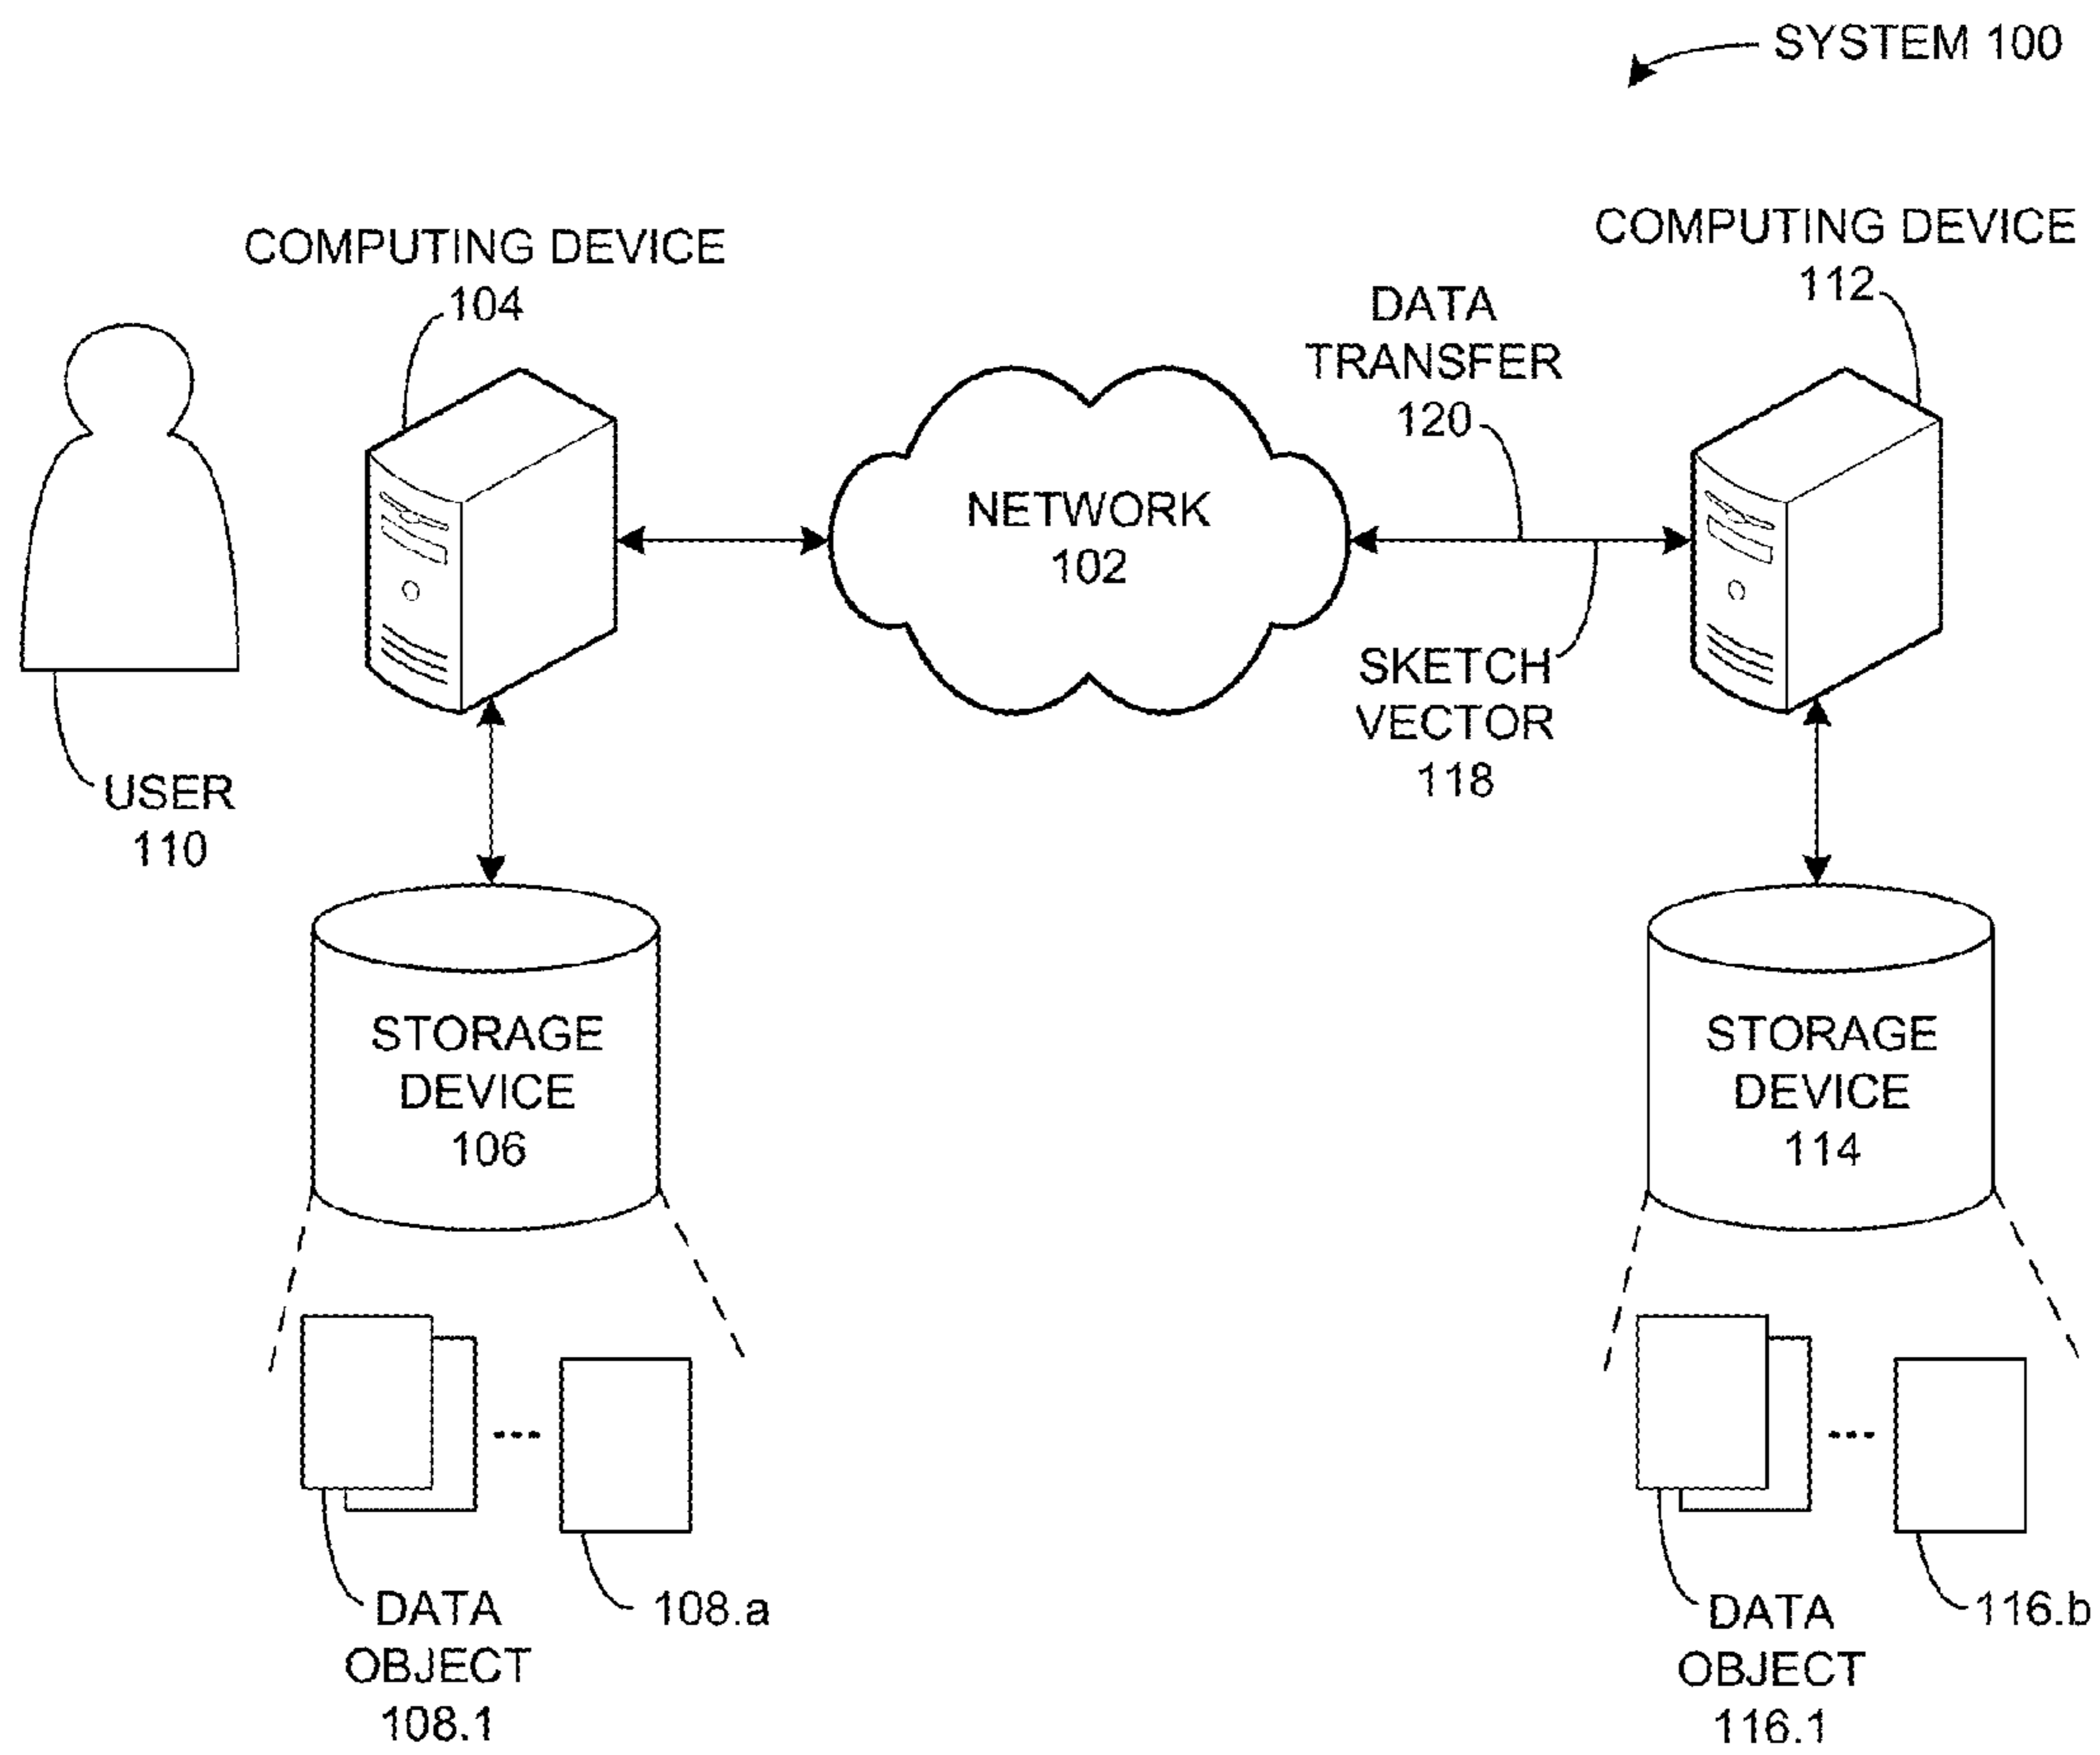 SYSTEM 100
COMPUTING DEVICE
104
COMPUTING DEVICE
112
DATA
TRANSFER
120
NETWORK
102
SKETCH
VECTOR
118
USER
110
STORAGE
DEVICE
106
STORAGE
DEVICE
114
...
...
DATA
OBJECT
108.1
108.a
DATA
OBJECT
116.1
116.b